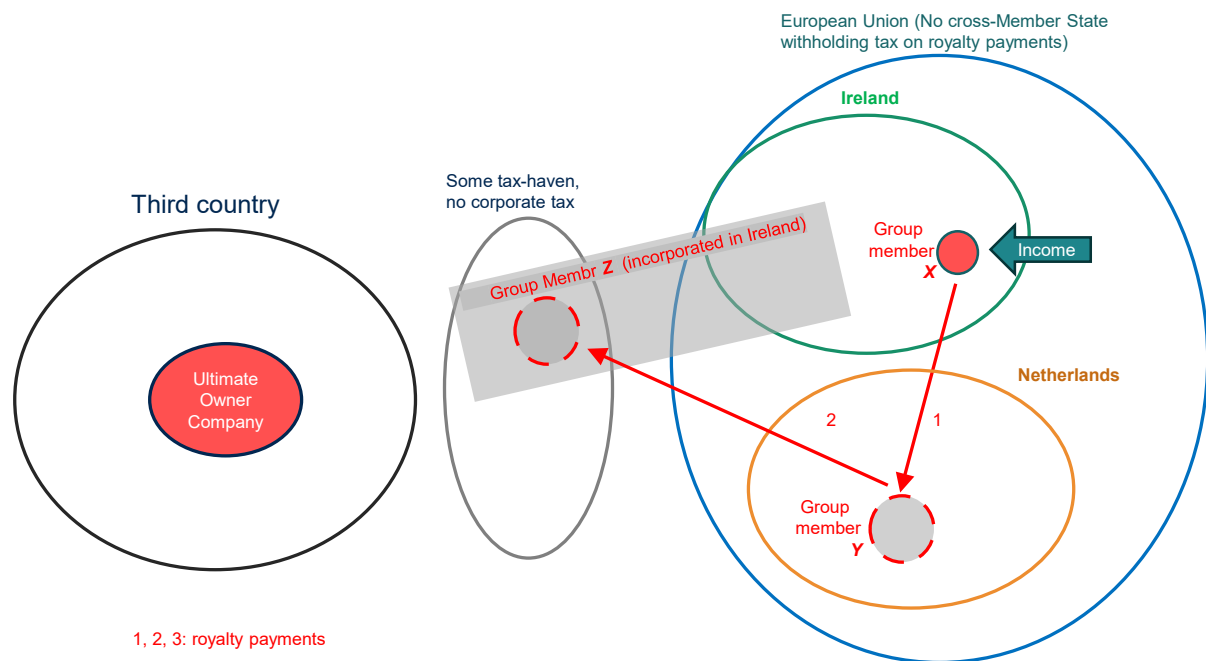 European Union (No cross-Member State
withholding tax on royalty payments)
Ireland
Some tax-haven,
no corporate tax
Third country
Group Membr Z (incorporated in Ireland)
Group
member
X
Income
Ultimate
Owner
Company
Netherlands
2
1
Group
member
Y
1, 2, 3: royalty payments